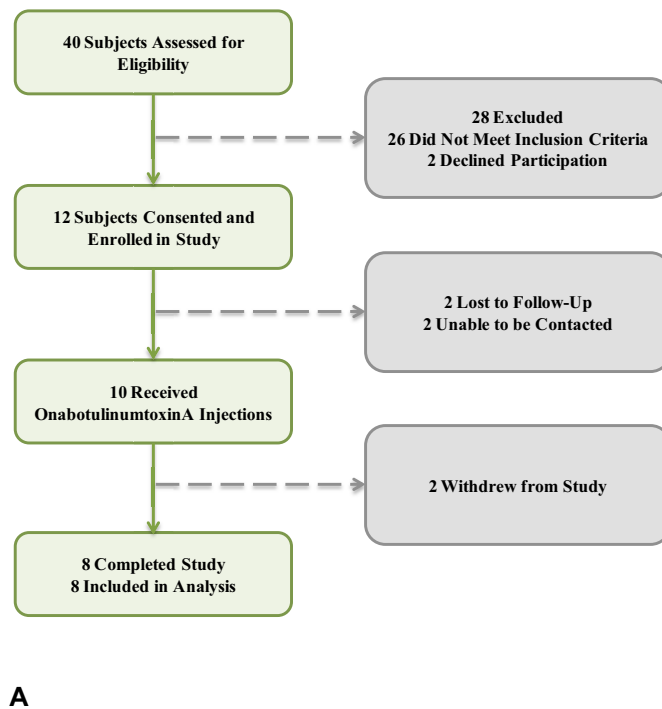 40 Subjects Assessed for
Eligibility
28 Excluded
26 Did Not Meet Inclusion Criteria
2 Declined Participation
12 Subjects Consented and
Enrolled in Study
2 Lost to Follow-Up
2 Unable to be Contacted
10 Received
OnabotulinumtoxinA Injections
2 Withdrew from Study
8 Completed Study
8 Included in Analysis
A